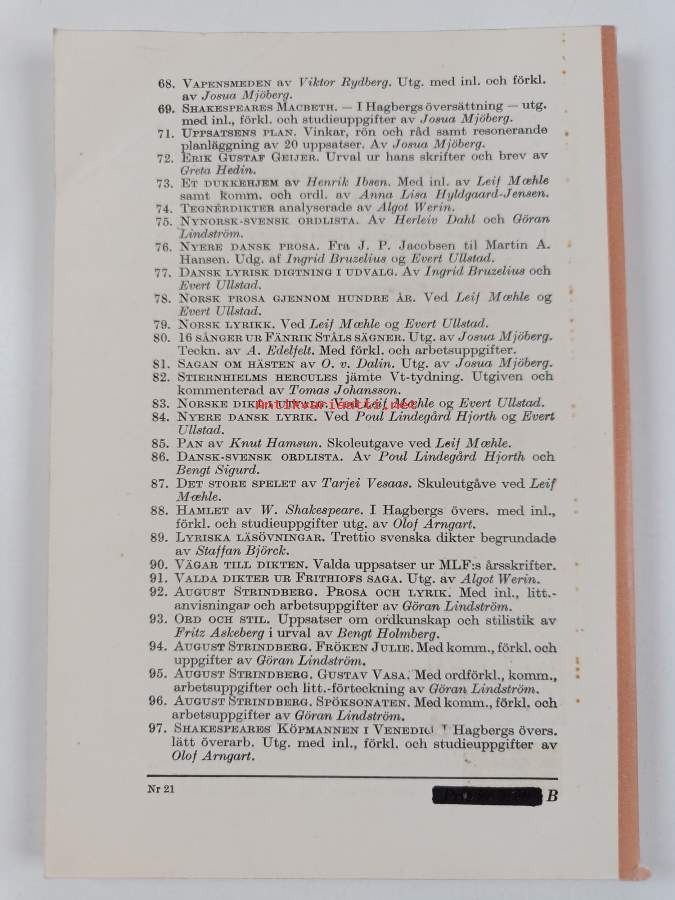 68. VAPENSMEDEN av Viktor Rydberg. Utg. med inl. och förkl.
av Josua Mjöberg.
69. SHAKESPEARES MACBETH. — I Hagbergs översättning — utg.
med inl., förkl. och studieuppgifter av Josua Mjöberg.
71. UPPSATSENS PLAN. Vinkar, rön och råd samt resonerande
planläggning av 20 uppsatser. Av Josua Mjöberg.
72. ERIK GUSTAF GEIJER. Urval ur hans skrifter och brev av
Greta Hedin.
73. ET DUKKEHJEM av Henrik Ibsen. Med inl. av Leif Mæhle
samt komm. och ordl. av Anna Lisa Hyldgaard-Jensen.
74. TEGNÉRDIKTER analyserade av Algot Werin.
75. NYNORSK-SVENSK ORDLISTA. Av Herleiv Dahl och Göran
Lindström.
76. NYERE DANSK PROSA. Fra J. P. Jacobsen til Martin A.
Hansen. Udg. af Ingrid Bruzelius og Evert Ullstad.
77. DANSK LYRISK DIGTNING I UDVALG. Av Ingrid Bruzelius och
Evert Ullstad.
78. NORSK PROSA GJENNOM HUNDRE ÅR. Ved Leif Mæhle og
Evert Ullstad.
79. NORSK LYRIKK. Ved Leif Mæhle og Evert Ullstad.
80. 16 SÅNGER UR FÄNRIK STÅLS SÄGNER. Utg. av Josua Mjöberg.
Teckn. av A. Edelfelt. Med förkl. och arbetsuppgifter.
81. SAGAN OM HÄSTEN av O. v. Dalin. Utg. av Josua Mjöberg.
82. STIERNHIELMS HERCULES jämte Vt-tydning. Utgiven och
kommenterad av Tomas Johansson.
83. NORSKE DIKT I UTVALG. Ved Leif Mæhle og Evert Ullstad.
antikvariaatti.net
84. NYERE DANSK LYRIK. Ved Poul Lindegård Hjorth og Evert
Ullstad.
85. PAN av Knut Hamsun. Skoleutgave ved Leif Mæhle.
86. DANSK-SVENSK ORDLISTA. Av Poul Lindegård Hjorth och
Bengt Sigurd.
87. DET STORE SPELET av Tarjei Vesaas. Skuleutgåve ved Leif
Mæhle.
88. HAMLET av W. Shakespeare. I Hagbergs övers. med inl.,
förkl. och studieuppgifter utg. av Olof Arngart.
89. LYRISKA LÄSÖVNINGAR. Trettio svenska dikter begrundade
av Staffan Björck.
90. VÄGAR TILL DIKTEN. Valda uppsatser ur MLF:s årsskrifter.
91. VALDA DIKTER UR FRITHIOFS SAGA. Utg. av Algot Werin.
92. AUGUST STRINDBERG. PROSA OCH LYRIK. Med inl., litt.-
anvisningar och arbetsuppgifter av Göran Lindström.
93. ORD OCH STIL. Uppsatser om ordkunskap och stilistik av
Fritz Askeberg i urval av Bengt Holmberg.
94. AUGUST STRINDBERG. FRÖKEN JULIE. Med komm., förkl. och
uppgifter av Göran Lindström.
95. AUGUST STRINDBERG. GUSTAV VASA. Med ordförkl., komm.,
arbetsuppgifter och litt.-förteckning av Göran Lindström.
96. AUGUST STRINDBERG. SPÖKSONATEN. Med komm., förkl. och
arbetsuppgifter av Göran Lindström.
97. SHAKESPEARES KÖPMANNEN I VENEDIG I Hagbergs övers.
lätt överarb. Utg. med inl., förkl. och studieuppgifter av
Olof Arngart.
Nr 21
B